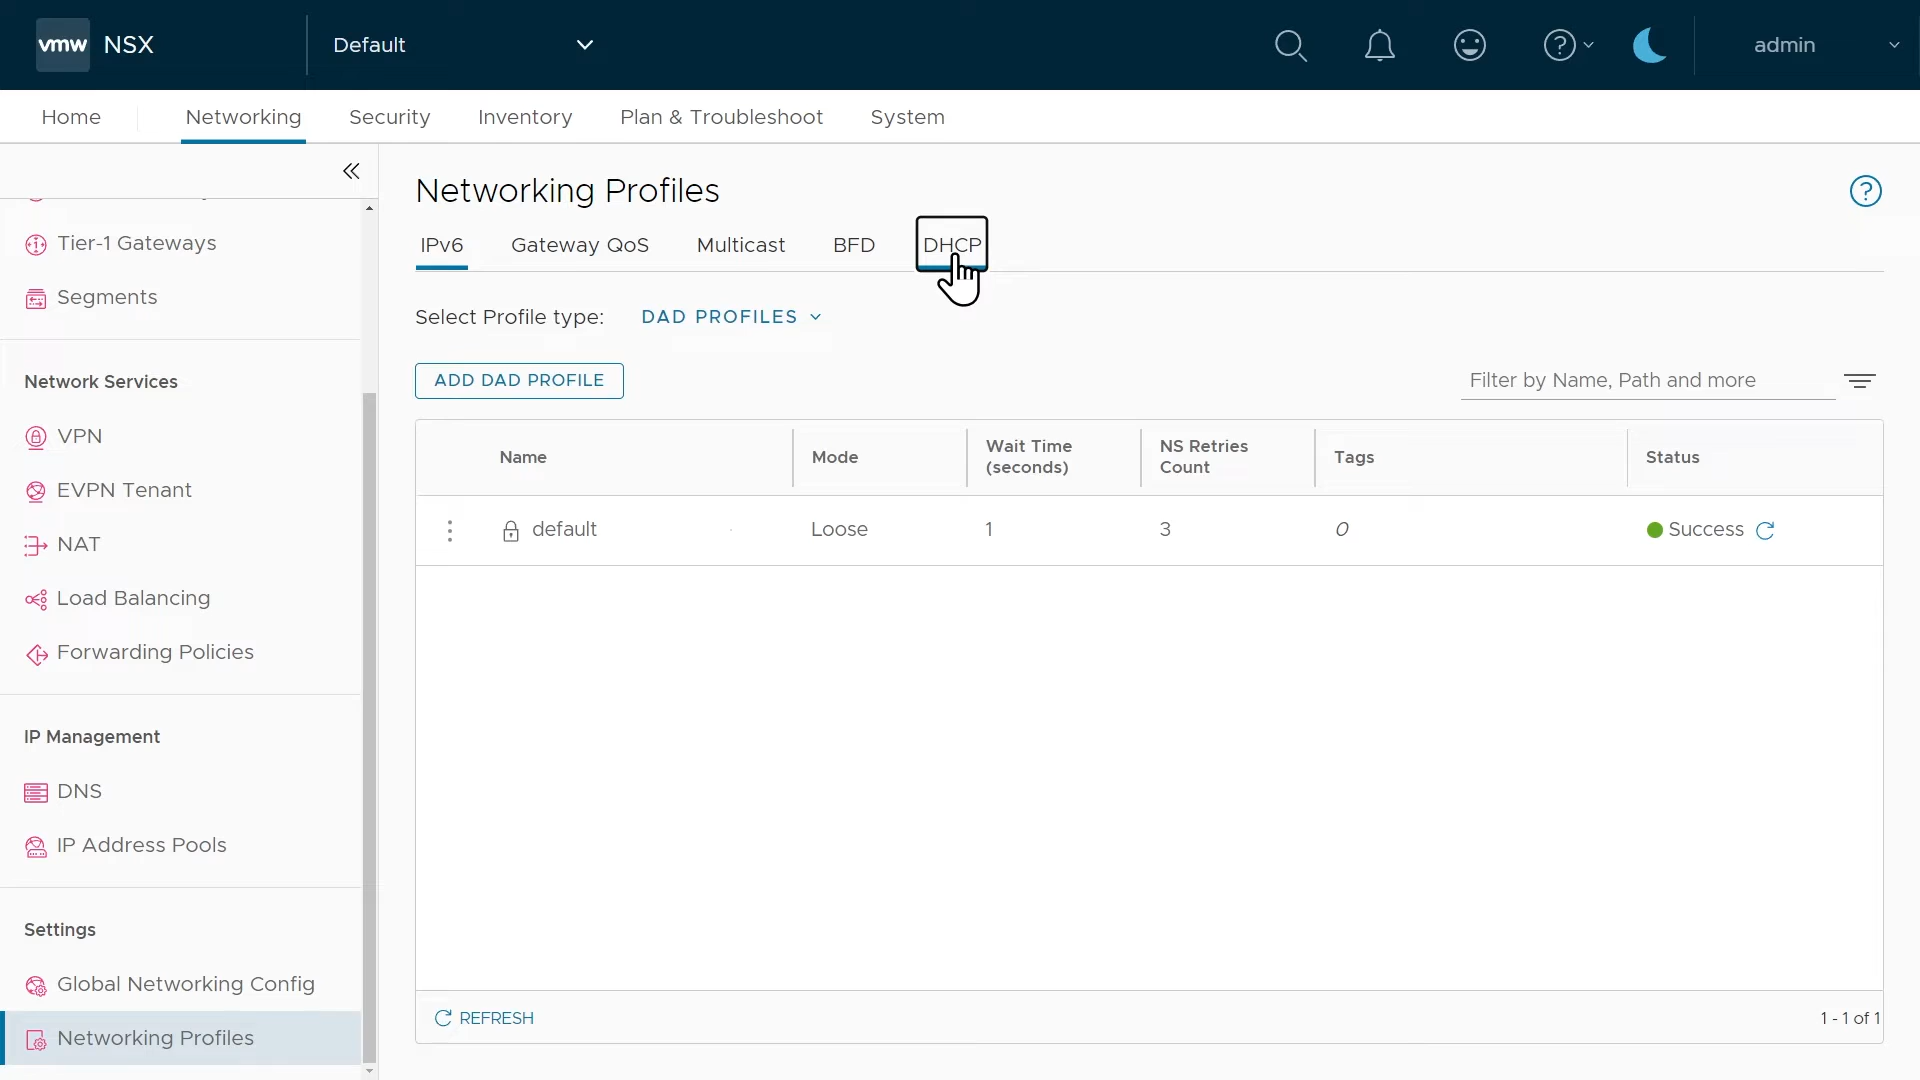 vmw NSX
Default
admin
Home
Networking
Security
Inventory
Plan & Troubleshoot
System
Tier-1 Gateways
Segments
Network Services
VPN
EVPN Tenant
NAT
Load Balancing
Forwarding Policies
IP Management
DNS
IP Address Pools
Settings
Global Networking Config
Networking Profiles
Networking Profiles
IPv6
Gateway QoS
Multicast
BFD
DHCP
Select Profile type:
DAD PROFILES
ADD DAD PROFILE
Filter by Name, Path and more
Name
Mode
Wait Time
(seconds)
NS Retries
Count
Tags
Status
default
Loose
1
3
0
Success
REFRESH
1 - 1 of 1